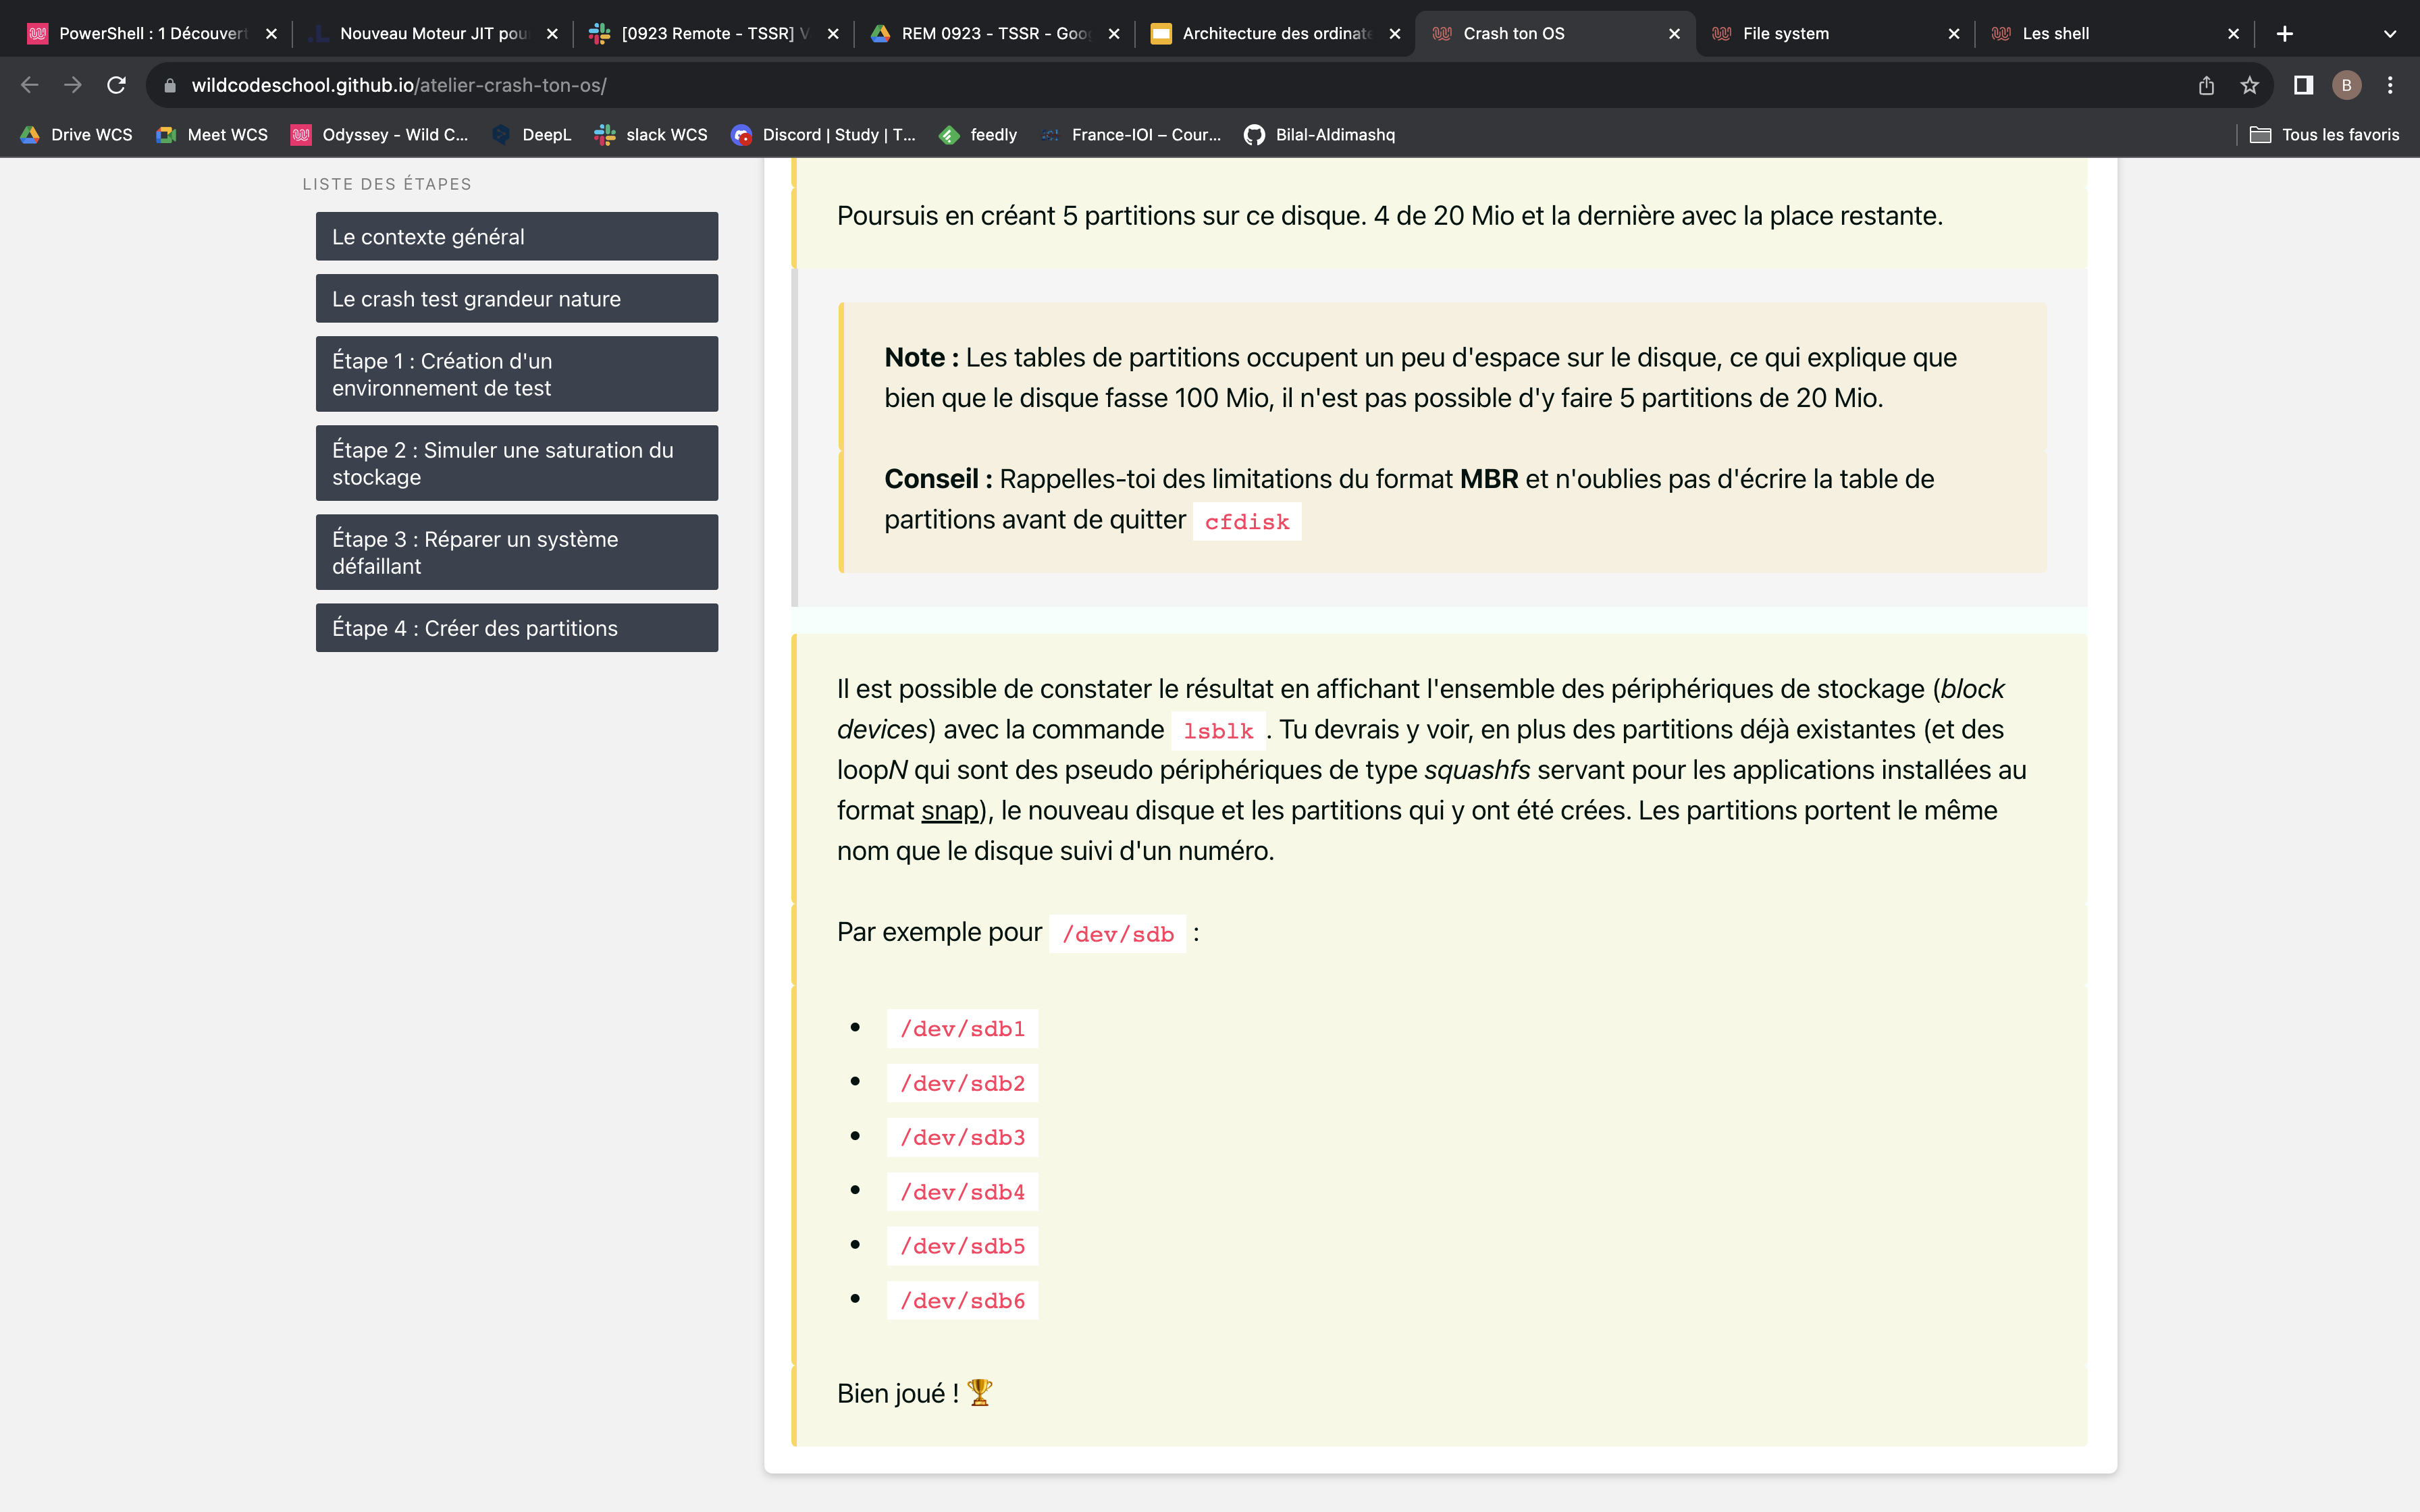 PowerShell : 1 Découvert
Nouveau Moteur JIT pou
[0923 Remote - TSSR] V
REM 0923 - TSSR - Goo
Architecture des ordinate
Crash ton OS
File system
Les shell
wildcodeschool.github.io/atelier-crash-ton-os/
B
Drive WCS
Meet WCS
Odyssey - Wild C...
DeepL
slack WCS
Discord | Study | T...
feedly
France-IOI – Cour...
Bilal-Aldimashq
Tous les favoris
LISTE DES ÉTAPES
Le contexte général
Le crash test grandeur nature
Étape 1 : Création d'un
environnement de test
Étape 2 : Simuler une saturation du
stockage
Étape 3 : Réparer un système
défaillant
Étape 4 : Créer des partitions
Poursuis en créant 5 partitions sur ce disque. 4 de 20 Mio et la dernière avec la place restante.
Note : Les tables de partitions occupent un peu d'espace sur le disque, ce qui explique que
bien que le disque fasse 100 Mio, il n'est pas possible d'y faire 5 partitions de 20 Mio.
Conseil : Rappelles-toi des limitations du format MBR et n'oublies pas d'écrire la table de
partitions avant de quitter cfdisk
Il est possible de constater le résultat en affichant l'ensemble des périphériques de stockage (block
devices) avec la commande lsblk . Tu devrais y voir, en plus des partitions déjà existantes (et des
loopN qui sont des pseudo périphériques de type squashfs servant pour les applications installées au
format snap), le nouveau disque et les partitions qui y ont été crées. Les partitions portent le même
nom que le disque suivi d'un numéro.
Par exemple pour /dev/sdb :
/dev/sdb1
/dev/sdb2
/dev/sdb3
/dev/sdb4
/dev/sdb5
/dev/sdb6
Bien joué ! 🏆